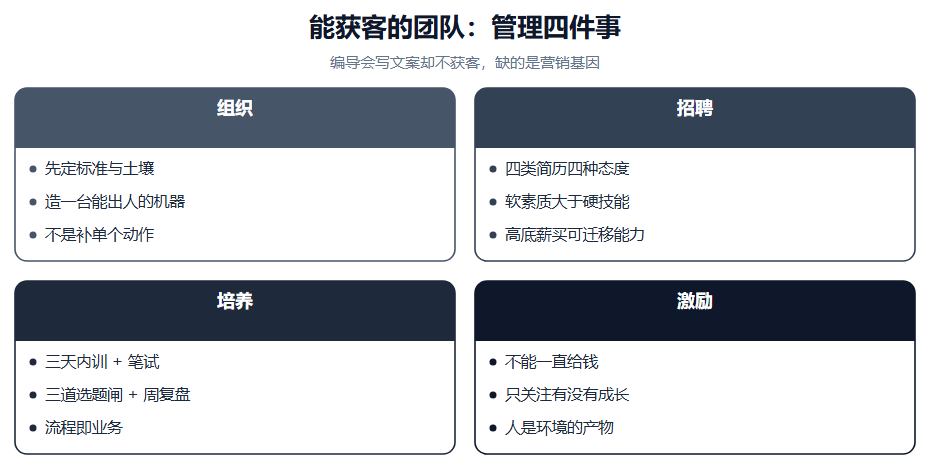 能获客的团队：管理四件事
编导会写文案却不获客，缺的是营销基因
组织
先定标准与土壤
造一台能出人的机器
不是补单个动作
招聘
四类简历四种态度
软素质大于硬技能
高底薪买可迁移能力
培养
三天内训 + 笔试
三道选题闸 + 周复盘
流程即业务
激励
不能一直给钱
只关注有没有成长
人是环境的产物